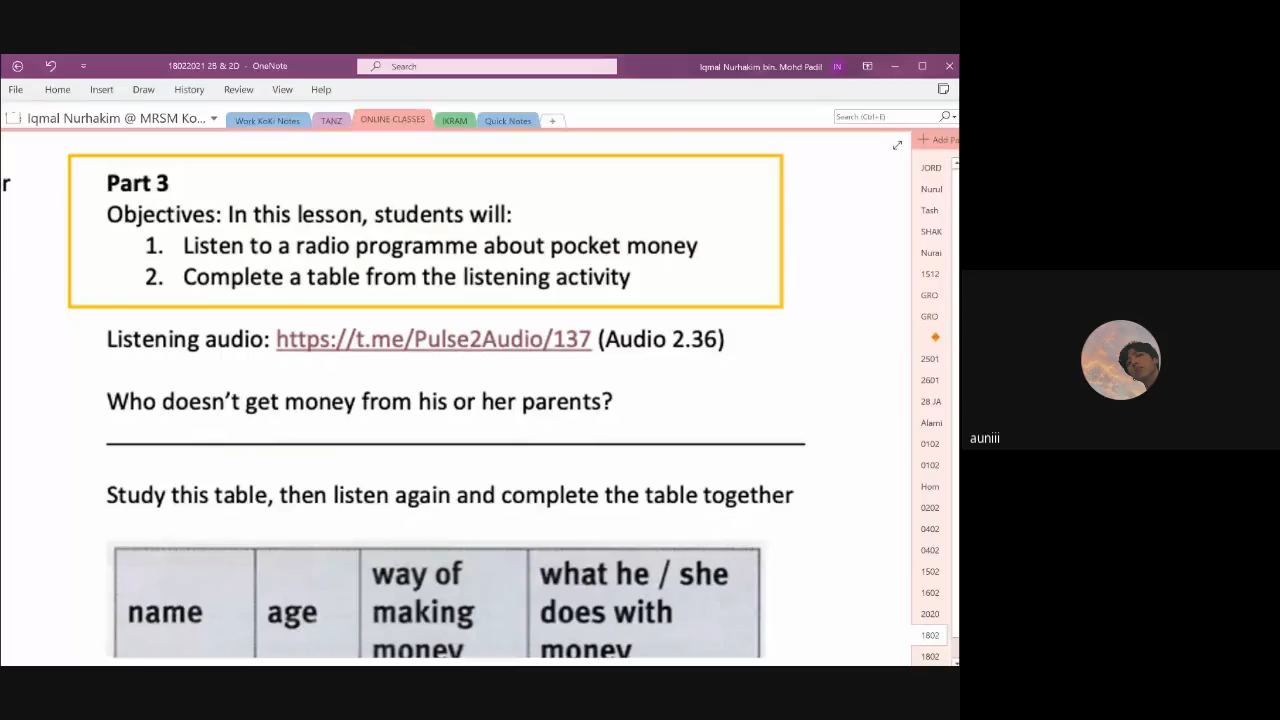 18022021 2B & 2D - OneNote
Search
Iqmal Nurhakim bin. Mohd Padil IN
File Home Insert Draw History Review View Help
Iqmal Nurhakim @ MRSM Ko... Work KoKi Notes TANZ ONLINE CLASSES IKRAM Quick Notes +
Search (Ctrl+E)
r
Part 3
Objectives: In this lesson, students will:
1. Listen to a radio programme about pocket money
2. Complete a table from the listening activity
Listening audio: https://t.me/Pulse2Audio/137 (Audio 2.36)
Who doesn't get money from his or her parents?
Study this table, then listen again and complete the table together
name
age
way of
making
money
what he / she
does with
money
Add Pa
JORD
Nurul
Tash
SHAK
Nurai
1512
GRO
GRO
2501
2601
28 JA
Alami
0102
0102
Hom
0202
0402
0402
1502
1602
2020
1802
1802
auniii